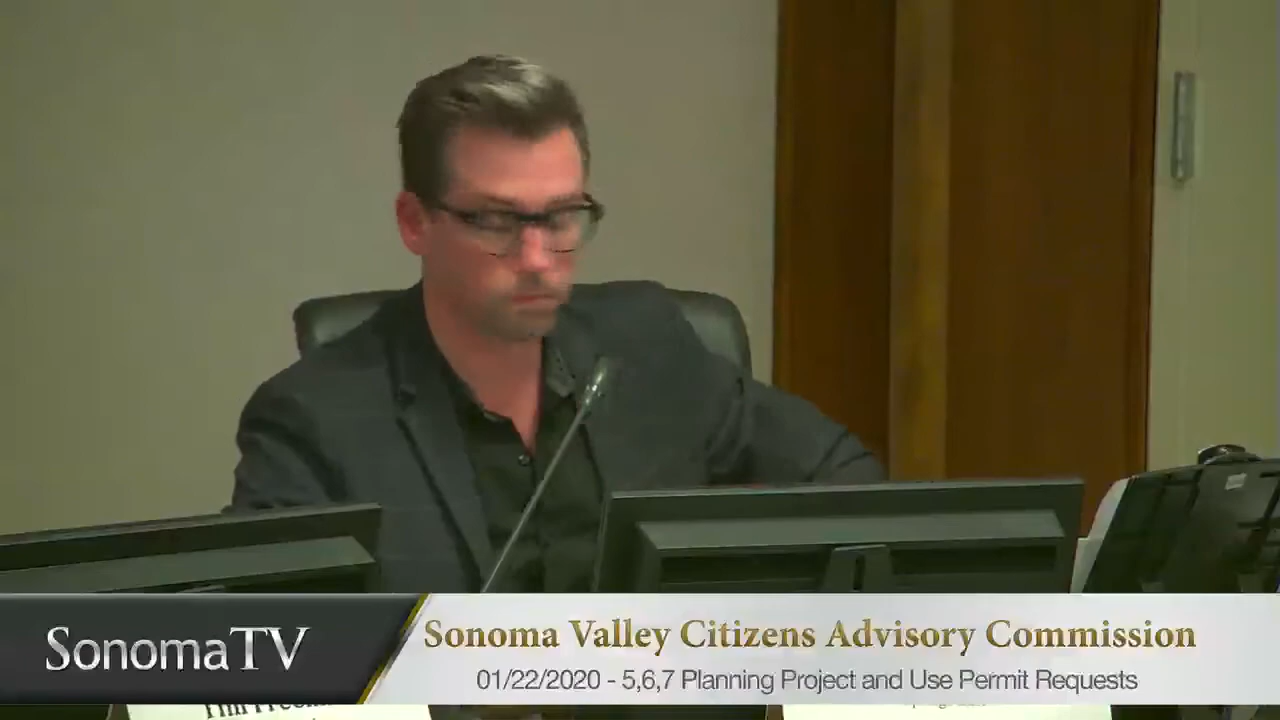 SonomaTV
Sonoma Valley Citizens Advisory Commission
01/22/2020 - 5,6,7 Planning Project and Use Permit Requests